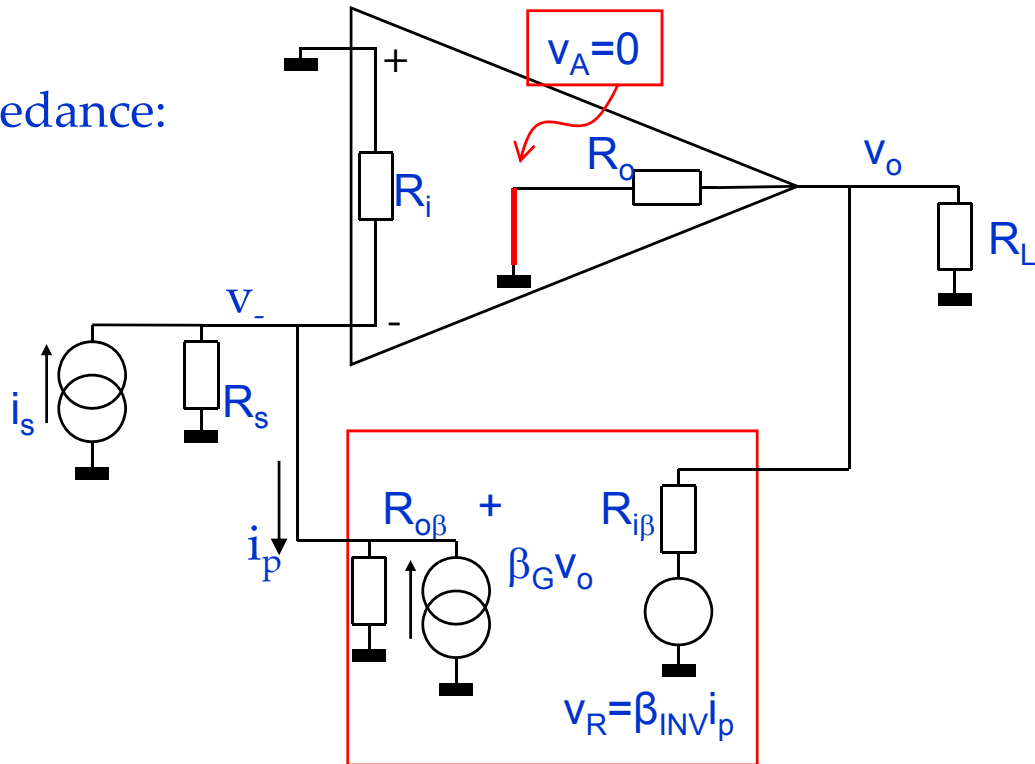 v_A=0
+
edance:
R_o
v_o
R_i
R_L
v_-
-
i_s
R_s
R_oβ +
R_iβ
i_p
β_Gv_o
v_R=β_INVi_p